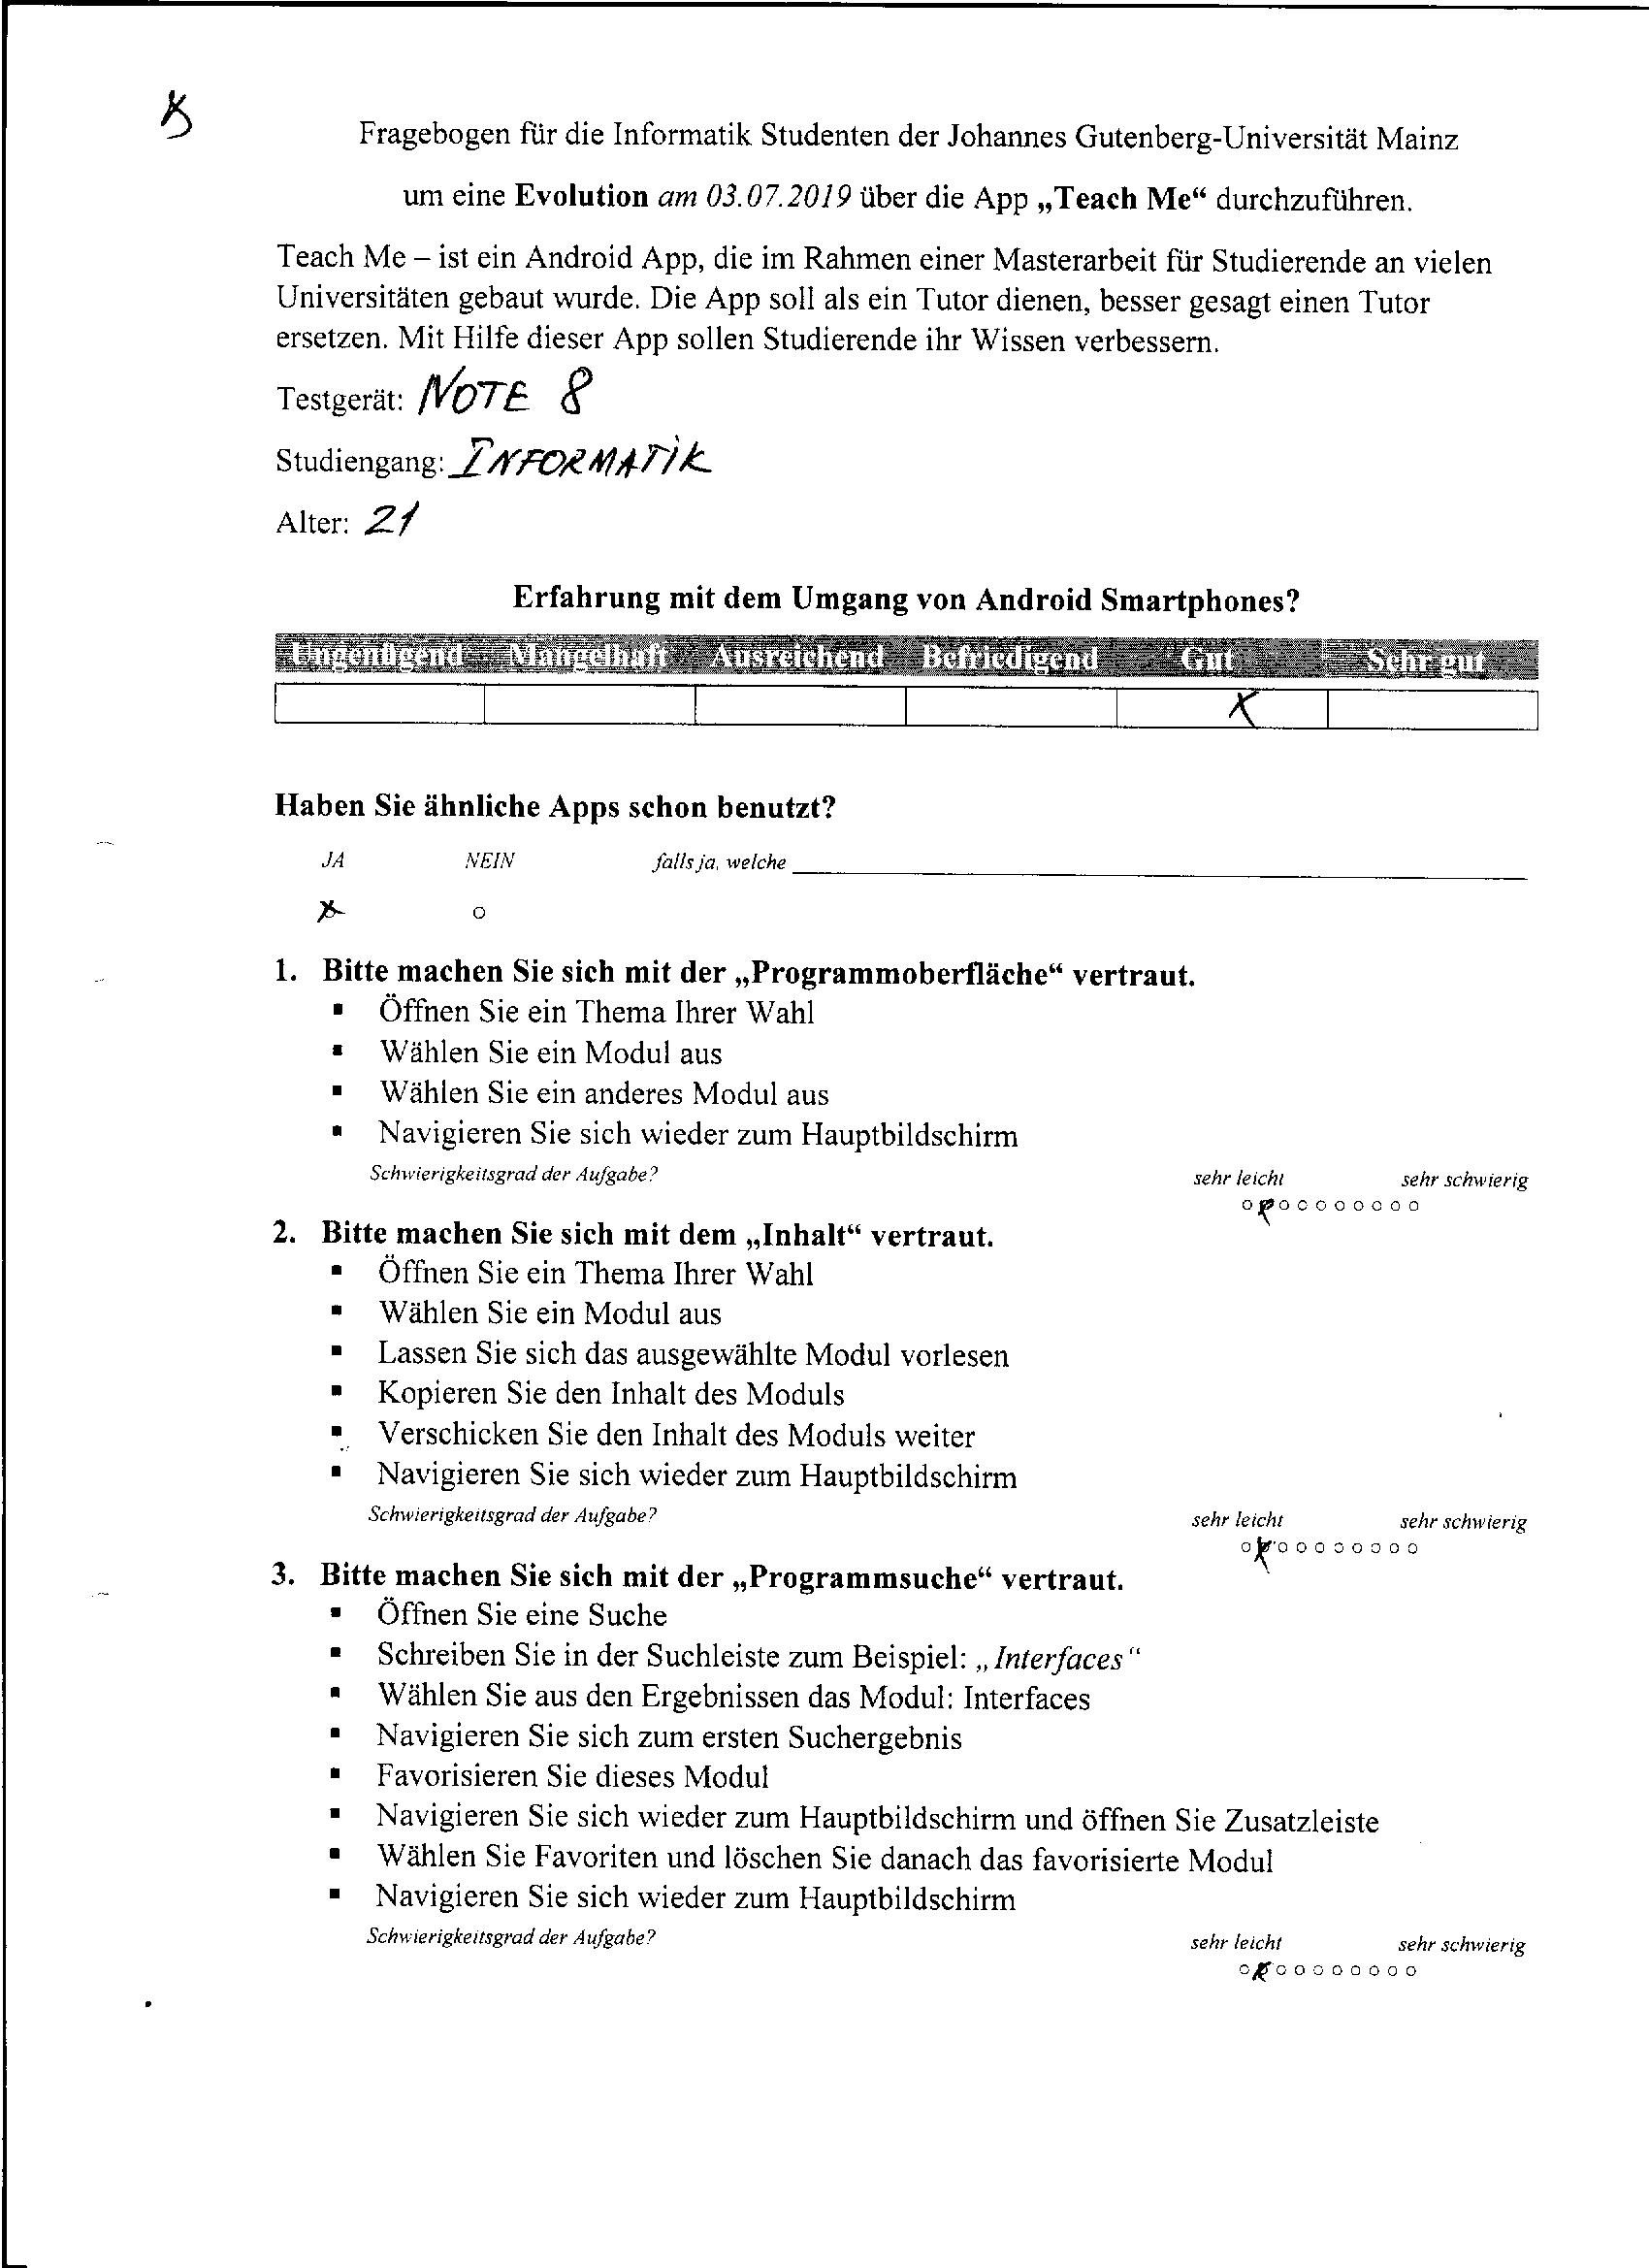 Fragebogen für die Informatik Studenten der Johannes Gutenberg-Universität Mainz
um eine Evolution am 03.07.2019 über die App „Teach Me“ durchzuführen.
Teach Me – ist ein Android App, die im Rahmen einer Masterarbeit für Studierende an vielen
Universitäten gebaut wurde. Die App soll als ein Tutor dienen, besser gesagt einen Tutor
ersetzen. Mit Hilfe dieser App sollen Studierende ihr Wissen verbessern.
Testgerät: NOTE 8
Studiengang: INFORMATIK
Alter: 21
Erfahrung mit dem Umgang von Android Smartphones?
Ungenügend Mangelhaft Ausreichend Befriedigend Gut Sehr gut
X
Haben Sie ähnliche Apps schon benutzt?
JA NEIN falls ja, welche
X o
1. Bitte machen Sie sich mit der „Programmoberfläche“ vertraut.
▪ Öffnen Sie ein Thema Ihrer Wahl
▪ Wählen Sie ein Modul aus
▪ Wählen Sie ein anderes Modul aus
▪ Navigieren Sie sich wieder zum Hauptbildschirm
Schwierigkeitsgrad der Aufgabe? sehr leicht sehr schwierig
2. Bitte machen Sie sich mit dem „Inhalt“ vertraut.
▪ Öffnen Sie ein Thema Ihrer Wahl
▪ Wählen Sie ein Modul aus
▪ Lassen Sie sich das ausgewählte Modul vorlesen
▪ Kopieren Sie den Inhalt des Moduls
▪ Verschicken Sie den Inhalt des Moduls weiter
▪ Navigieren Sie sich wieder zum Hauptbildschirm
Schwierigkeitsgrad der Aufgabe? sehr leicht sehr schwierig
3. Bitte machen Sie sich mit der „Programmsuche“ vertraut.
▪ Öffnen Sie eine Suche
▪ Schreiben Sie in der Suchleiste zum Beispiel: „Interfaces“
▪ Wählen Sie aus den Ergebnissen das Modul: Interfaces
▪ Navigieren Sie sich zum ersten Suchergebnis
▪ Favorisieren Sie dieses Modul
▪ Navigieren Sie sich wieder zum Hauptbildschirm und öffnen Sie Zusatzleiste
▪ Wählen Sie Favoriten und löschen Sie danach das favorisierte Modul
▪ Navigieren Sie sich wieder zum Hauptbildschirm
Schwierigkeitsgrad der Aufgabe? sehr leicht sehr schwierig